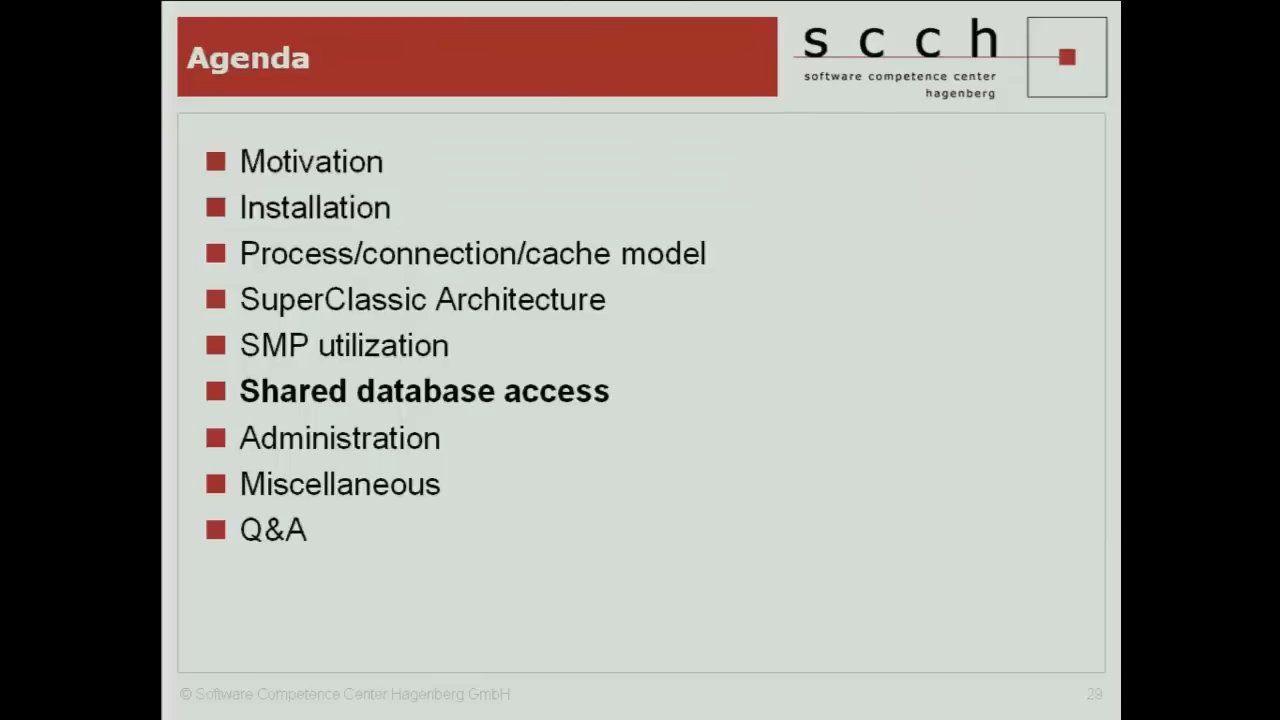 Agenda
s c c h
software competence center
hagenberg
Motivation
Installation
Process/connection/cache model
SuperClassic Architecture
SMP utilization
Shared database access
Administration
Miscellaneous
Q&A
© Software Competence Center Hagenberg GmbH
29